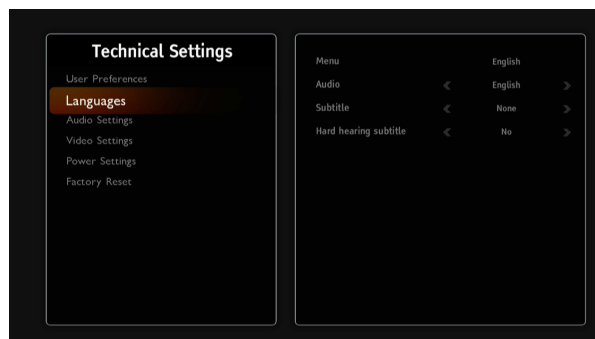 Technical Settings
User Preferences
Languages
Audio Settings
Video Settings
Power Settings
Factory Reset
Menu English
Audio English
Subtitle None
Hard hearing subtitle No